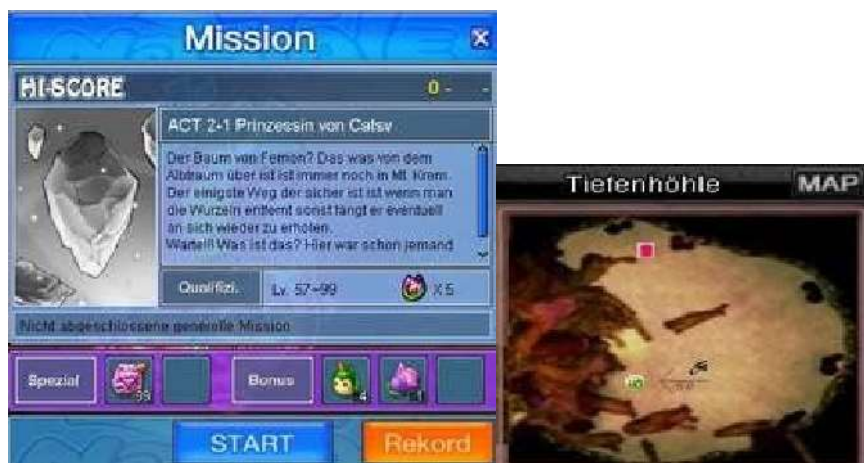 Mission
HI-SCORE
0 - -
ACT 2-1 Prinzessin von Calsv
Der Baum von Fernon? Das was von dem
Albtraum über ist ist immer noch in Mt. Krem.
Der einigste Weg der sicher ist ist wenn man
die Wurzeln entfernt sonst fängt er eventuell
an sich wieder zu erholen.
Warte!!! Was ist das? Hier war schon jemand
Qualifizi.
Lv. 57~99
X 5
Nicht abgeschlossene generelle Mission
Spezial
Bonus
4
START
Rekord
Tiefenhöhle
MAP